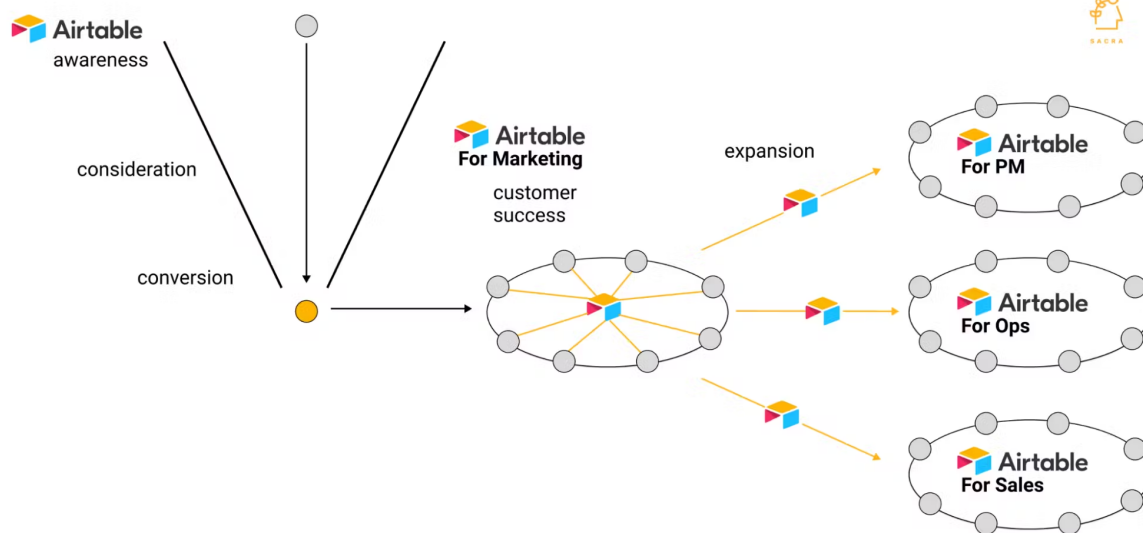 Airtable
awareness
SACRA
consideration
conversion
Airtable
For Marketing
customer
success
expansion
Airtable
For PM
Airtable
For Ops
Airtable
For Sales